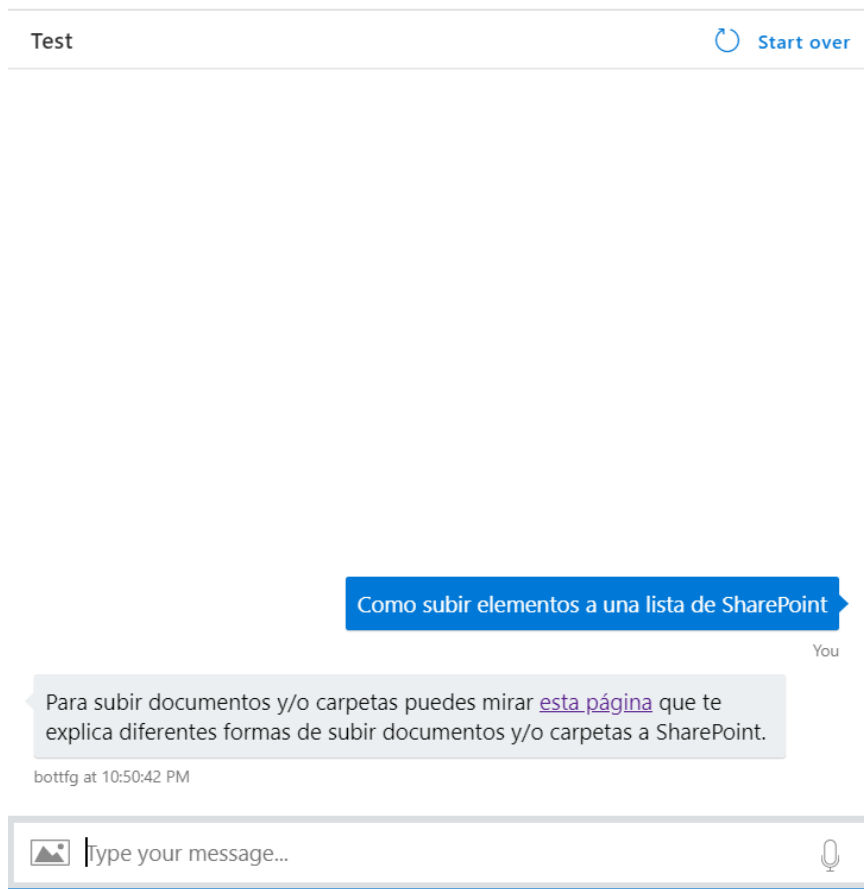 Test
Start over
Como subir elementos a una lista de SharePoint
You
Para subir documentos y/o carpetas puedes mirar esta página que te
explica diferentes formas de subir documentos y/o carpetas a SharePoint.
bottfg at 10:50:42 PM
Type your message...